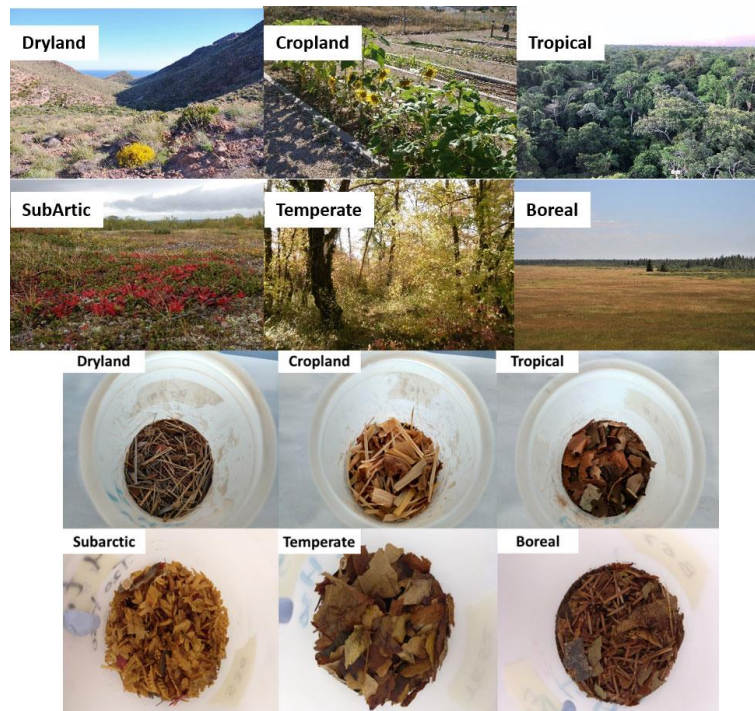 Dryland
Cropland
Tropical
SubArtic
Temperate
Boreal
Dryland
Cropland
Tropical
Subarctic
Temperate
Boreal